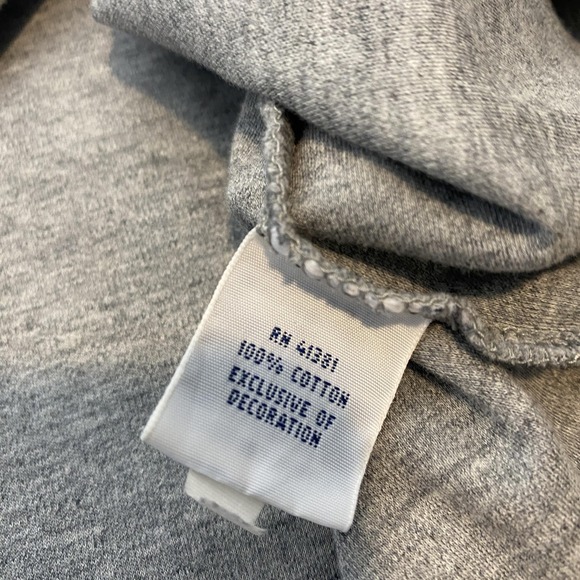 RN 41381
100% COTTON
EXCLUSIVE OF
DECORATION